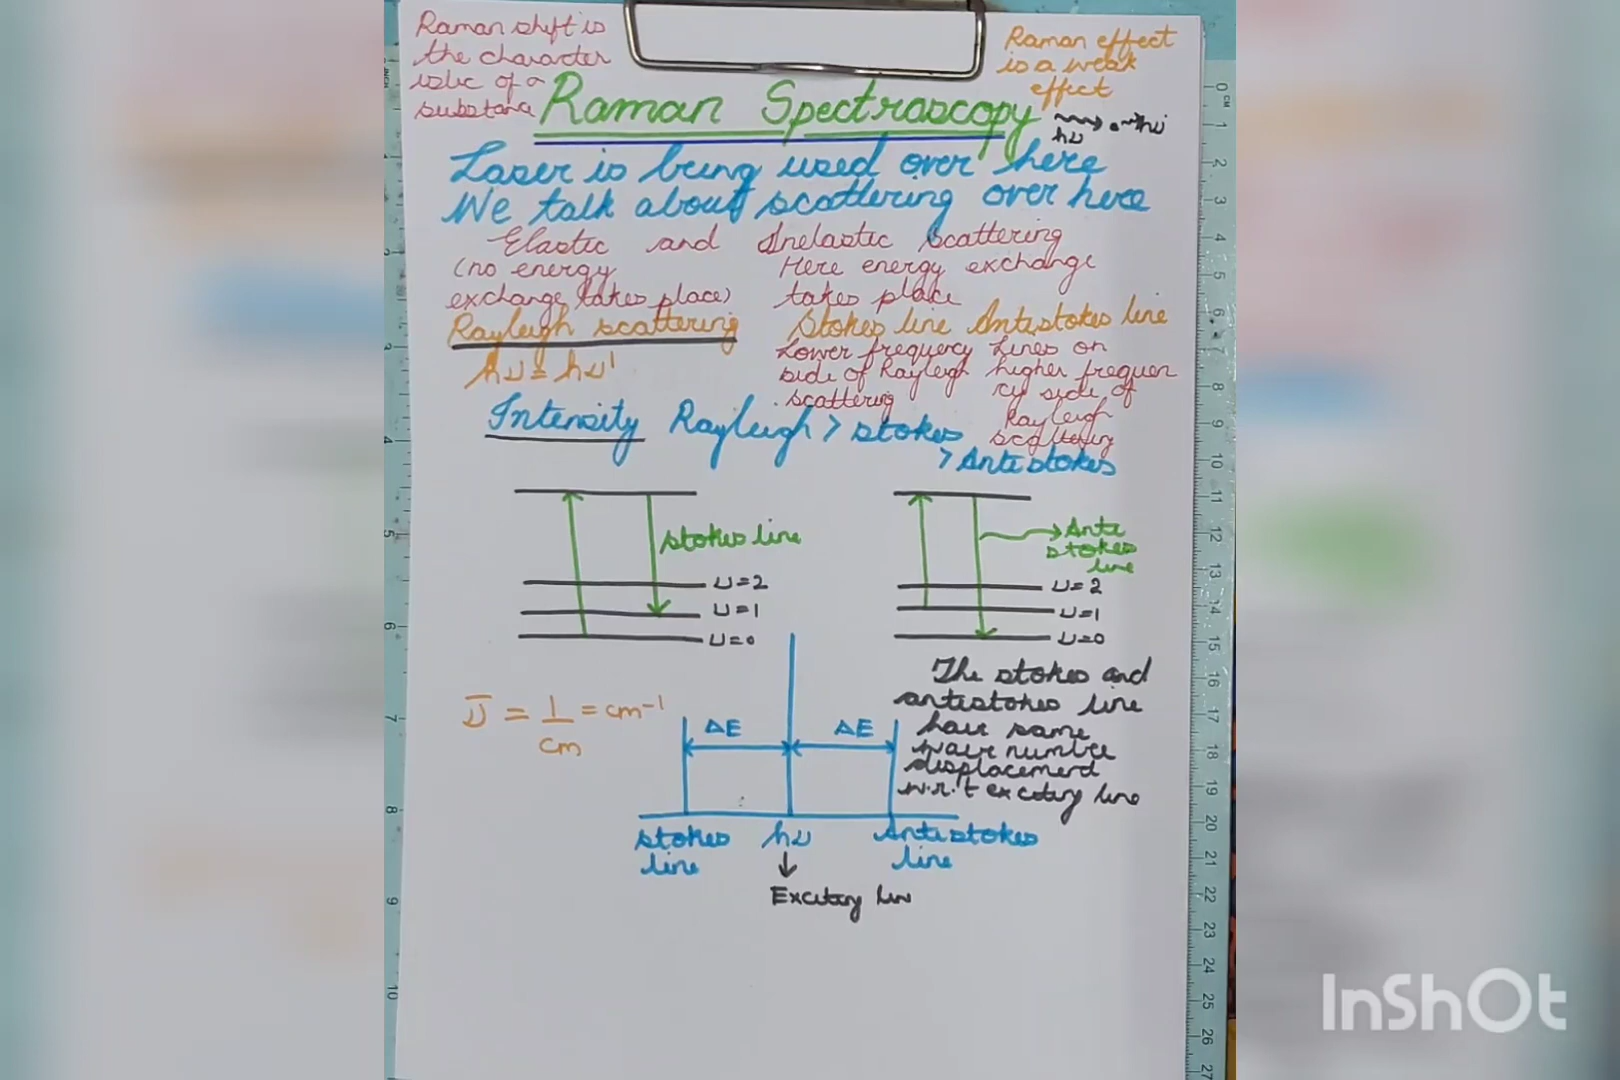 Raman shift is
the character
istic of a
substance
Raman effect
is a weak
effect
Raman Spectroscopy
hυ hυ'
Laser is being used over here
We talk about scattering over here
Elastic and Inelastic scattering
(no energy
exchange takes place)
Here energy exchange
takes place
Rayleigh scattering
hυ = hυ'
Stokes line Antistokes line
Lower frequency
side of Rayleigh
scattering
Lines on
higher frequen
cy side of
Rayleigh
scattering
Intensity Rayleigh > stokes
> Antistokes
stokes line
υ=2
υ=1
υ=0
Anti
stokes
line
υ=2
υ=1
υ=0
ῡ = 1/cm = cm-1
ΔE ΔE
stokes
line
hυ
Antistokes
line
Exciting lin
The stokes and
antistokes line
have same
wave number
displacement
w.r.t exciting line
InShOt